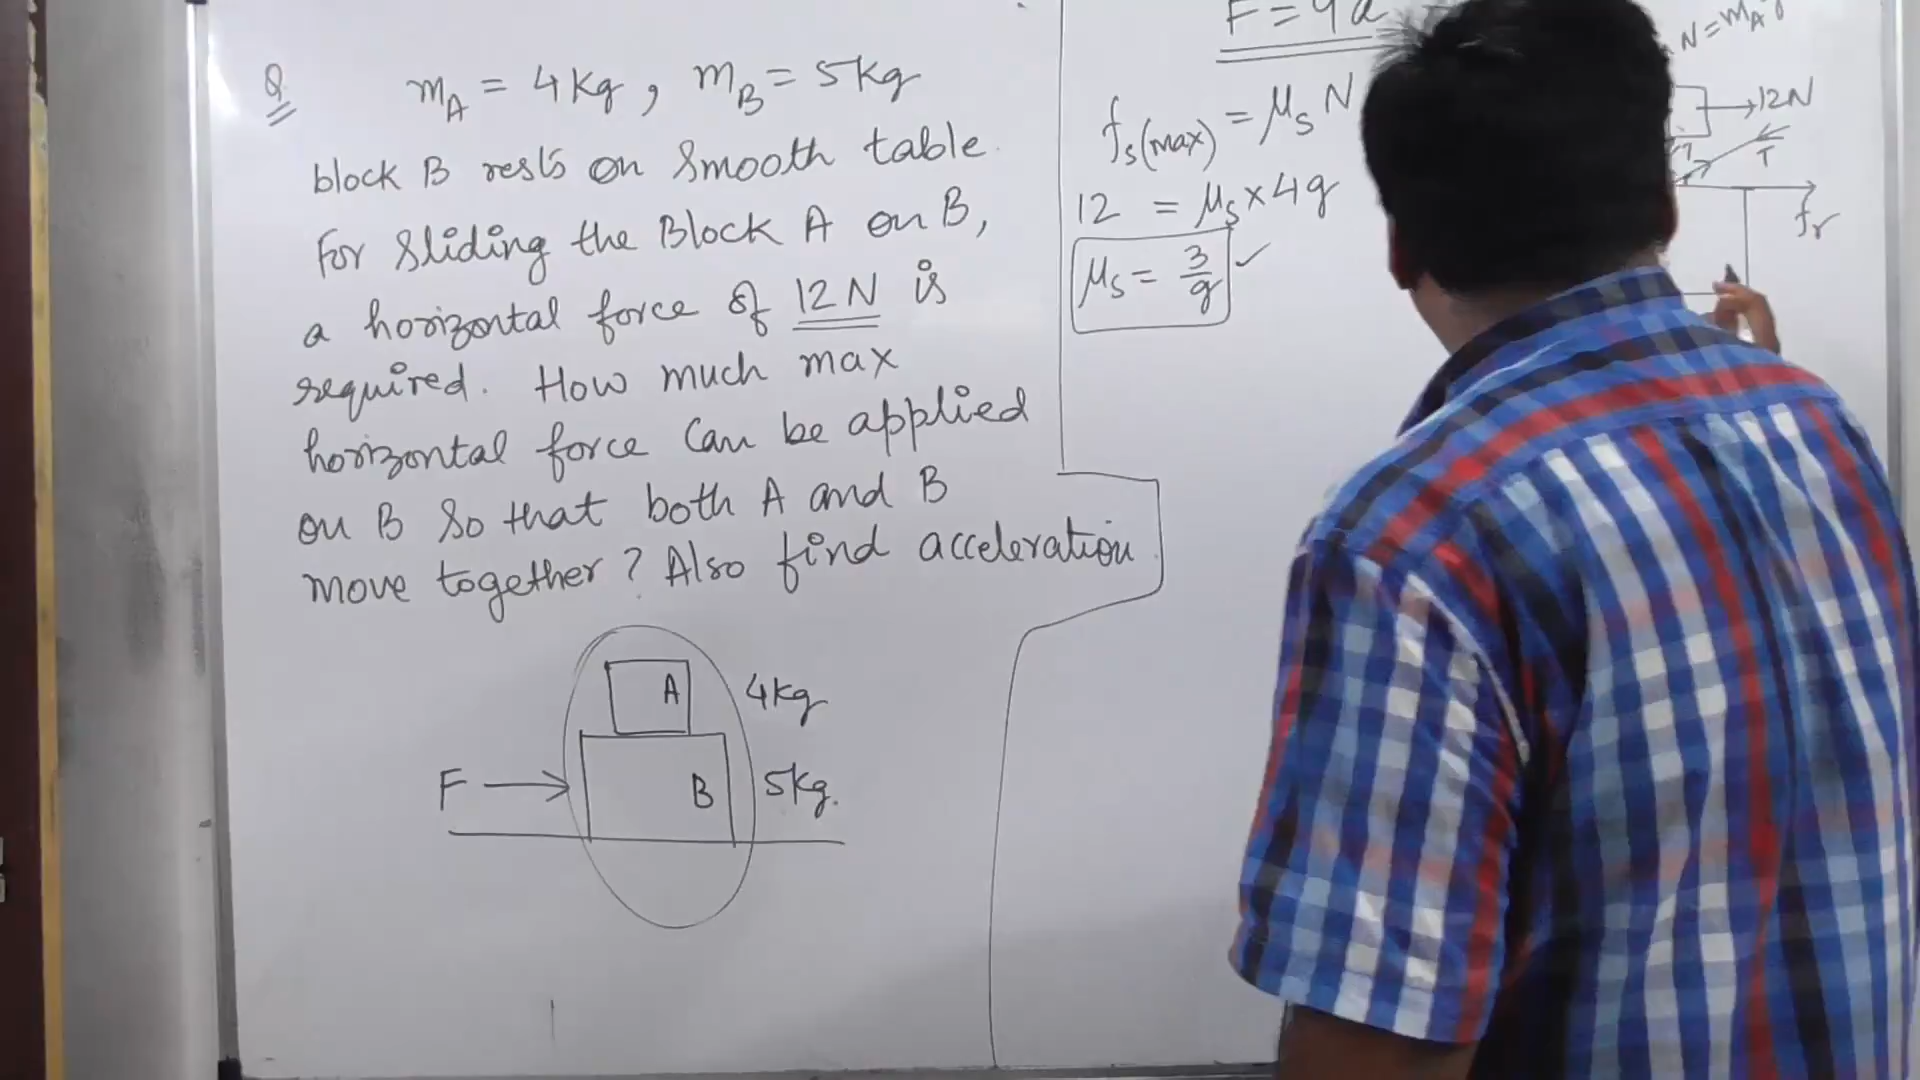 Q
mA = 4 kg, mB = 5 kg
block B rests on smooth table.
For sliding the Block A on B,
a horizontal force of 12 N is
required. How much max
horizontal force can be applied
on B so that both A and B
move together? Also find acceleration.
A 4kg
F → B 5kg.
F = 9a
fs(max) = μs N
12 = μs × 4g
μs = 3/g ✓
N = mA g
→ 12N
fr